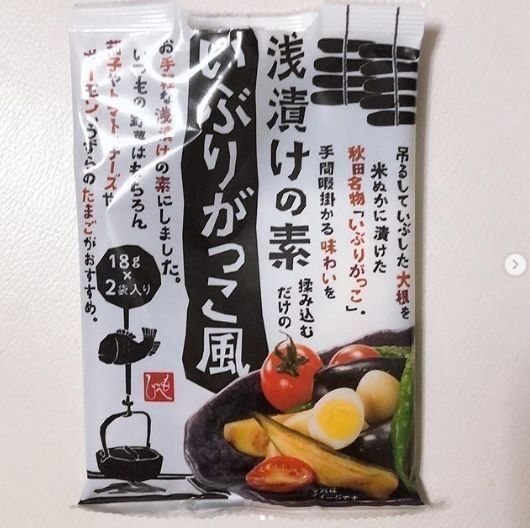 吊るしていぶした大根を
米ぬかに漬けた
秋田名物「いぶりがっこ」。
手間暇掛かる味わいを
揉み込む
だけの
浅漬けの素
いぶりがっこ風
お手軽な浅漬けの素にしました。
いつもの野菜はもちろん
茄子やトマト、チーズや
サーモン、うずらのたまごがおすすめ。
18g
×
2袋入り
もへじ